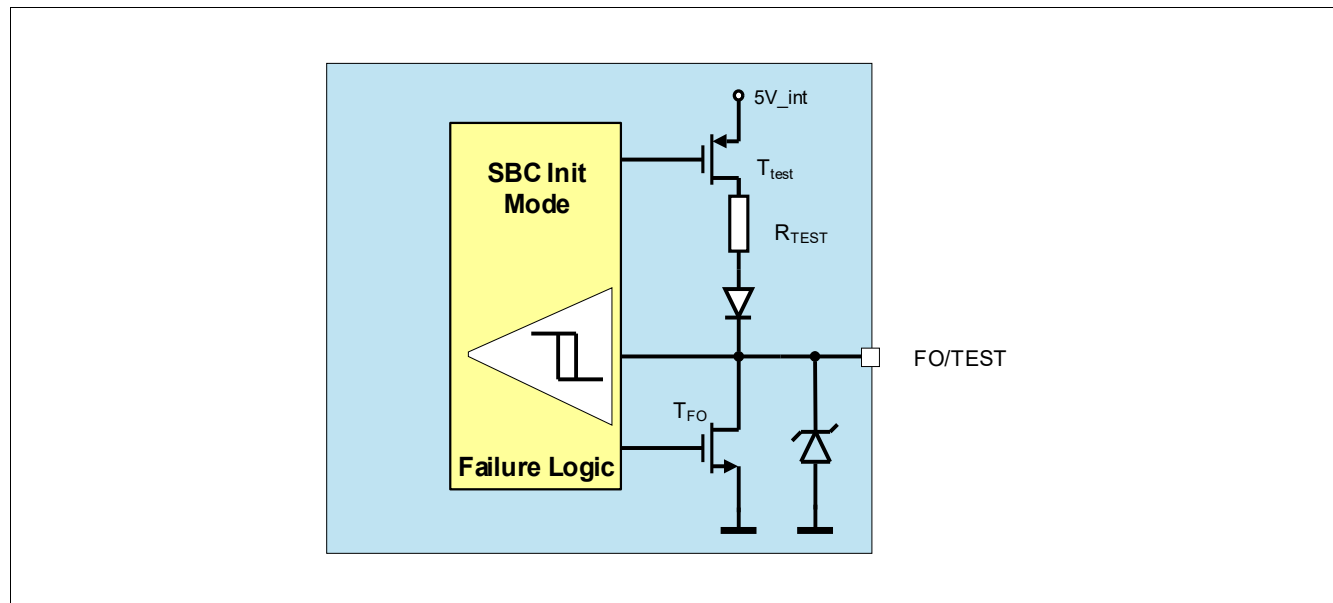 5V_int
SBC Init
Mode
Ttest
RTEST
FO/TEST
TFO
Failure Logic